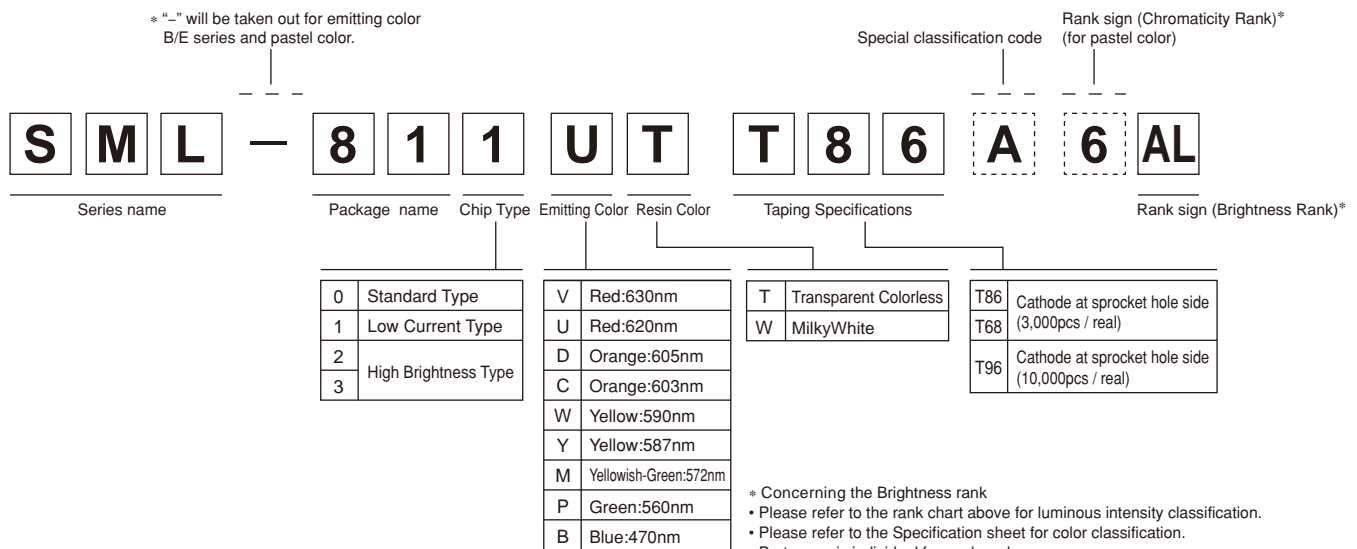 * “−” will be taken out for emitting color
B/E series and pastel color.
Special classification code
Rank sign (Chromaticity Rank)*
(for pastel color)
S M L − 8 1 1 U T T 8 6 A 6 AL
Series name
Package name
Chip Type
Emitting Color
Resin Color
Taping Specifications
Rank sign (Brightness Rank)*
0 Standard Type
1 Low Current Type
2
3
High Brightness Type
V Red:630nm
U Red:620nm
D Orange:605nm
C Orange:603nm
W Yellow:590nm
Y Yellow:587nm
M Yellowish-Green:572nm
P Green:560nm
B Blue:470nm
T Transparent Colorless
W MilkyWhite
T86
T68
Cathode at sprocket hole side
(3,000pcs / real)
T96
Cathode at sprocket hole side
(10,000pcs / real)
* Concerning the Brightness rank
• Please refer to the rank chart above for luminous intensity classification.
• Please refer to the Specification sheet for color classification.